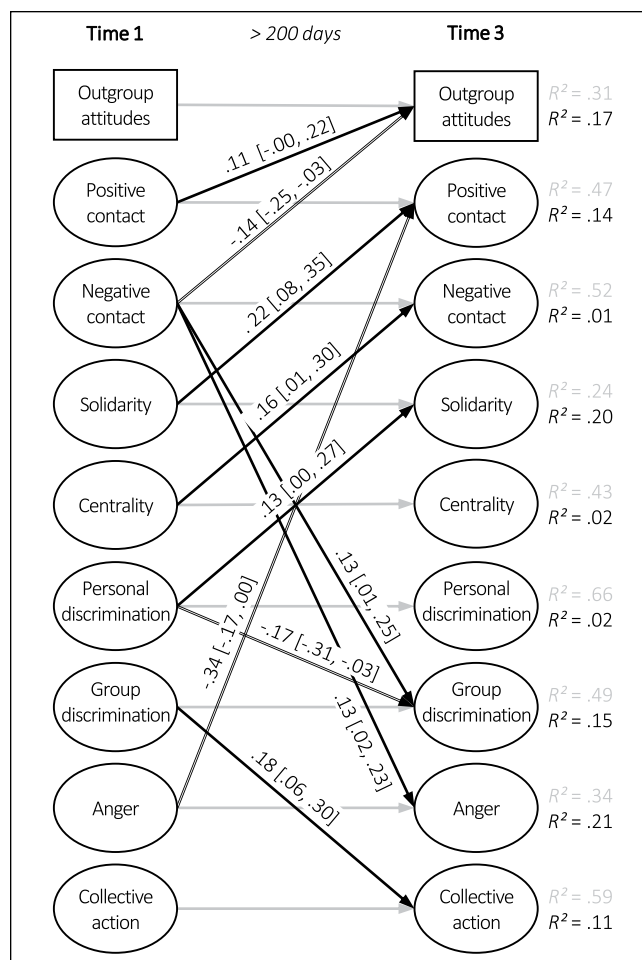 Time 1 > 200 days Time 3
Outgroup attitudes
Outgroup attitudes
R² = .31
R² = .17
.11 [-.00, .22]
-.14 [-.25, -.03]
Positive contact
Positive contact
R² = .47
R² = .14
Negative contact
Negative contact
R² = .52
R² = .01
.22 [.08, .35]
.16 [.01, .30]
Solidarity
Solidarity
R² = .24
R² = .20
.13 [.00, .27]
Centrality
Centrality
R² = .43
R² = .02
.13 [.01, .25]
Personal discrimination
Personal discrimination
R² = .66
R² = .02
-.34 [-.17, .00]
-.17 [-.31, -.03]
Group discrimination
Group discrimination
R² = .49
R² = .15
.13 [.02, .23]
.18 [.06, .30]
Anger
Anger
R² = .34
R² = .21
Collective action
Collective action
R² = .59
R² = .11